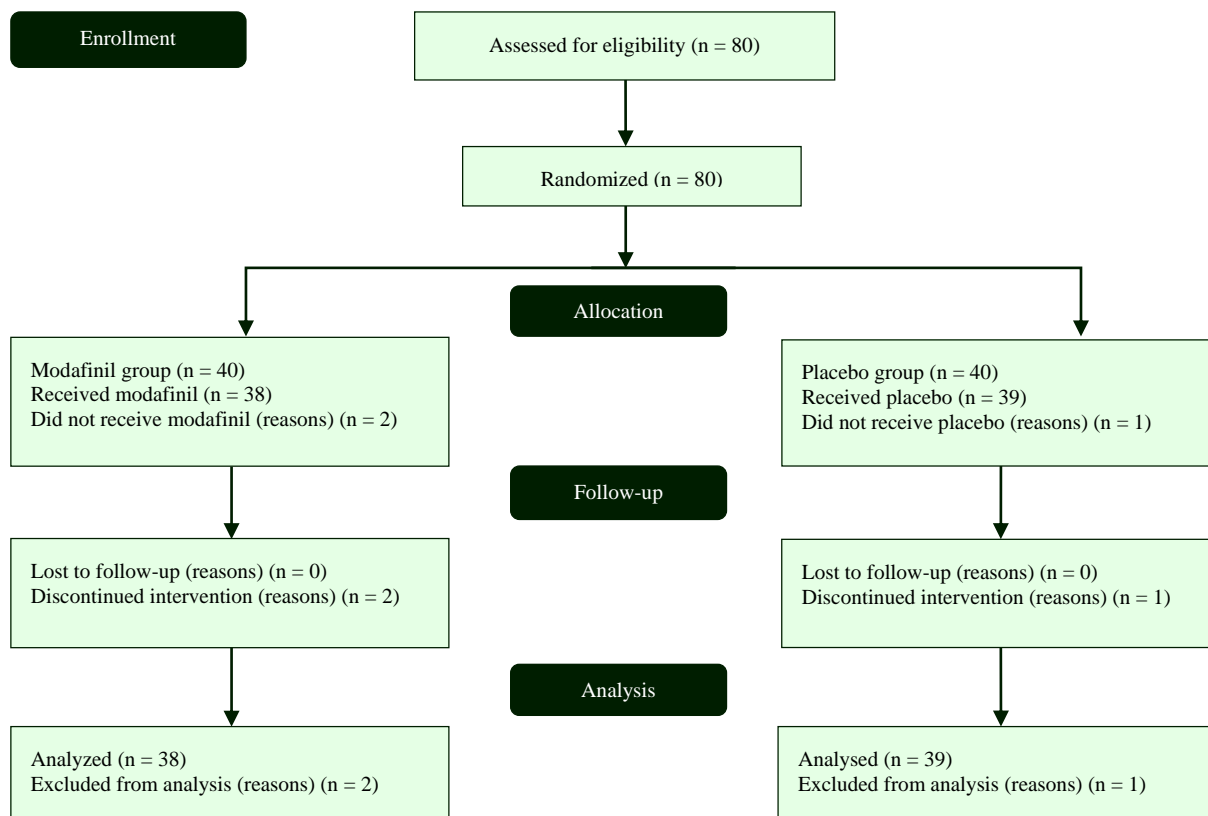 Enrollment
Assessed for eligibility (n = 80)
Randomized (n = 80)
Allocation
Modafinil group (n = 40)
Received modafinil (n = 38)
Did not receive modafinil (reasons) (n = 2)
Placebo group (n = 40)
Received placebo (n = 39)
Did not receive placebo (reasons) (n = 1)
Follow-up
Lost to follow-up (reasons) (n = 0)
Discontinued intervention (reasons) (n = 2)
Lost to follow-up (reasons) (n = 0)
Discontinued intervention (reasons) (n = 1)
Analysis
Analyzed (n = 38)
Excluded from analysis (reasons) (n = 2)
Analysed (n = 39)
Excluded from analysis (reasons) (n = 1)